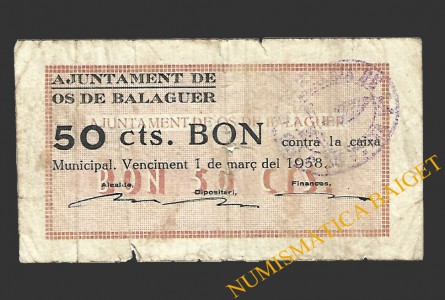 AJUNTAMENT DE
OS DE BALAGUER
AJUNTAMENT DE OS DE BALAGUER
50 cts. BON contra la caixa
Municipal. Venciment 1 de març del 1938.
BON 50 CTS
Alcalde, Dipositari, Finances,
NUMISMATICA BAIGET